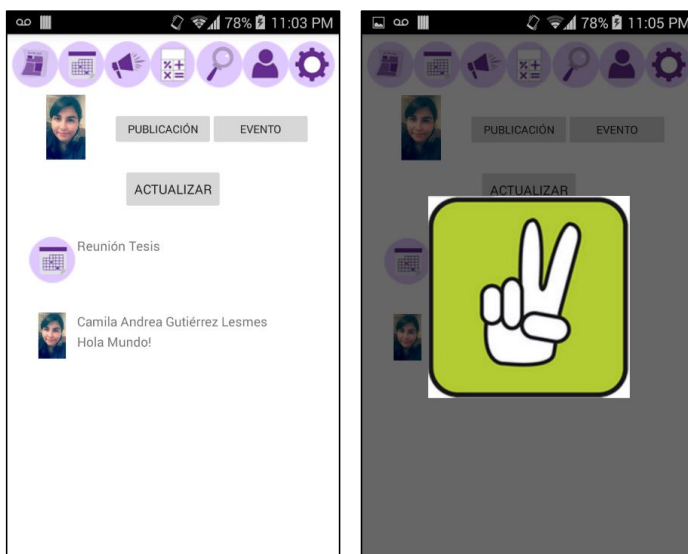 78% 11:03 PM
PUBLICACIÓN EVENTO
ACTUALIZAR
Reunión Tesis
Camila Andrea Gutiérrez Lesmes
Hola Mundo!
78% 11:05 PM
PUBLICACIÓN EVENTO
ACTUALIZAR